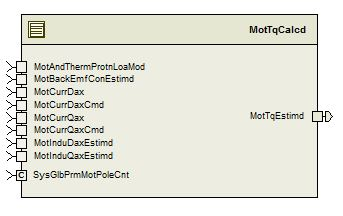 MotTqCalcd
MotAndThermProtnLoaMod
MotBackEmfConEstimd
MotCurrDax
MotCurrDaxCmd
MotCurrQax
MotCurrQaxCmd
MotInduDaxEstimd
MotInduQaxEstimd
C SysGlbPrmMotPoleCnt
MotTqEstimd